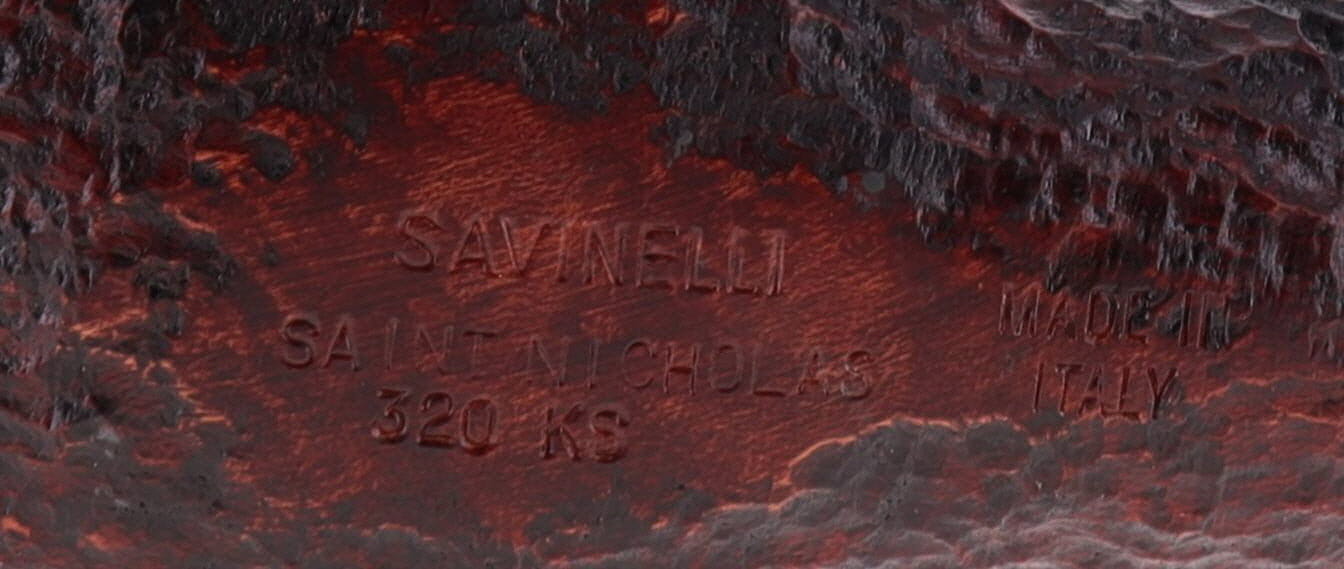 SAVINELLI
SAINT NICHOLAS
320 KS
MADE IN
ITALY